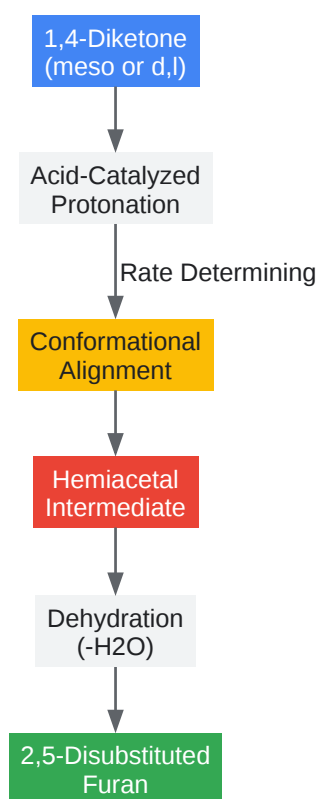 1,4-Diketone
(meso or d,l)
Acid-Catalyzed
Protonation
Rate Determining
Conformational
Alignment
Hemiacetal
Intermediate
Dehydration
(-H2O)
2,5-Disubstituted
Furan